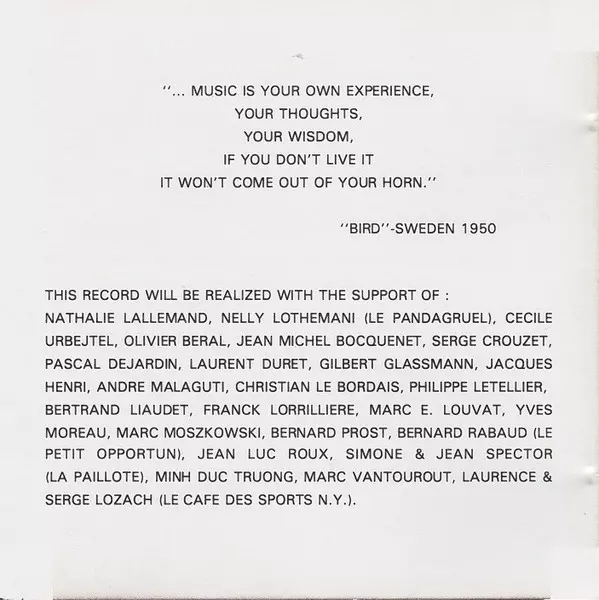 "... MUSIC IS YOUR OWN EXPERIENCE,
YOUR THOUGHTS,
YOUR WISDOM,
IF YOU DON'T LIVE IT
IT WON'T COME OUT OF YOUR HORN."
"BIRD"-SWEDEN 1950
THIS RECORD WILL BE REALIZED WITH THE SUPPORT OF :
NATHALIE LALLEMAND, NELLY LOTHEMANI (LE PANDAGRUEL), CECILE
URBEJTEL, OLIVIER BERAL, JEAN MICHEL BOCQUENET, SERGE CROUZET,
PASCAL DEJARDIN, LAURENT DURET, GILBERT GLASSMANN, JACQUES
HENRI, ANDRE MALAGUTI, CHRISTIAN LE BORDAIS, PHILIPPE LETELLIER,
BERTRAND LIAUDET, FRANCK LORRILLIERE, MARC E. LOUVAT, YVES
MOREAU, MARC MOSZKOWSKI, BERNARD PROST, BERNARD RABAUD (LE
PETIT OPPORTUN), JEAN LUC ROUX, SIMONE & JEAN SPECTOR
(LA PAILLOTE), MINH DUC TRUONG, MARC VANTOUROUT, LAURENCE &
SERGE LOZACH (LE CAFE DES SPORTS N.Y.).